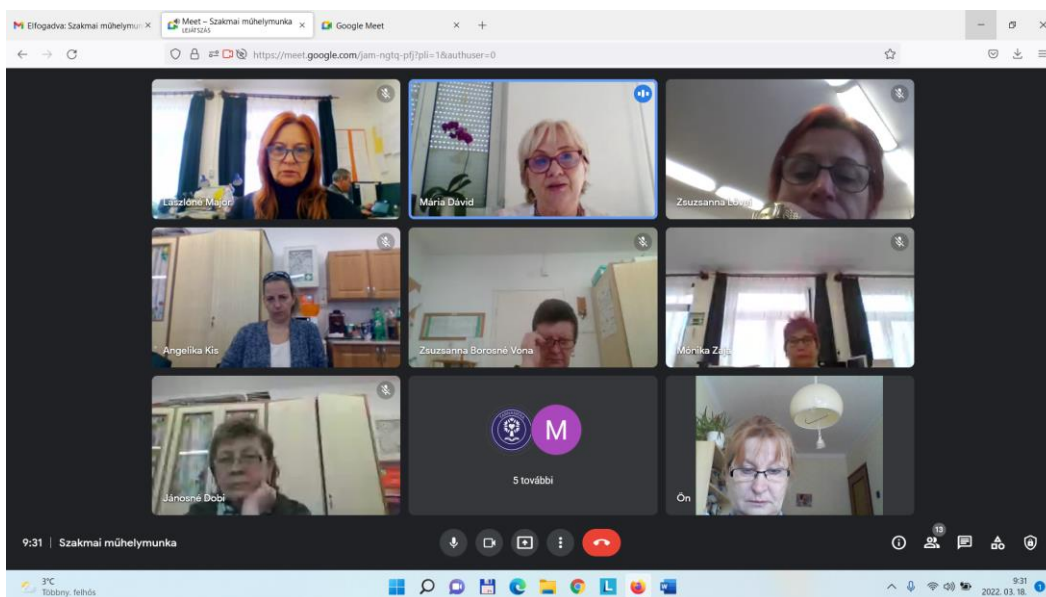 Elfogadva: Szakmai műhelymun
Meet – Szakmai műhelymunka
LEJÁTSZÁS
Google Meet
https://meet.google.com/jam-ngtq-pfj?pli=1&authuser=0
Lászlóné Major
Mária Dávid
Zsuzsanna
Angelika Kis
Zsuzsanna Borosné Vona
Mónika
Jánosné Dobi
M
5 további
Ön
9:31 | Szakmai műhelymunka
13
3°C
Többny. felhős
9:31
2022. 03. 18.
1